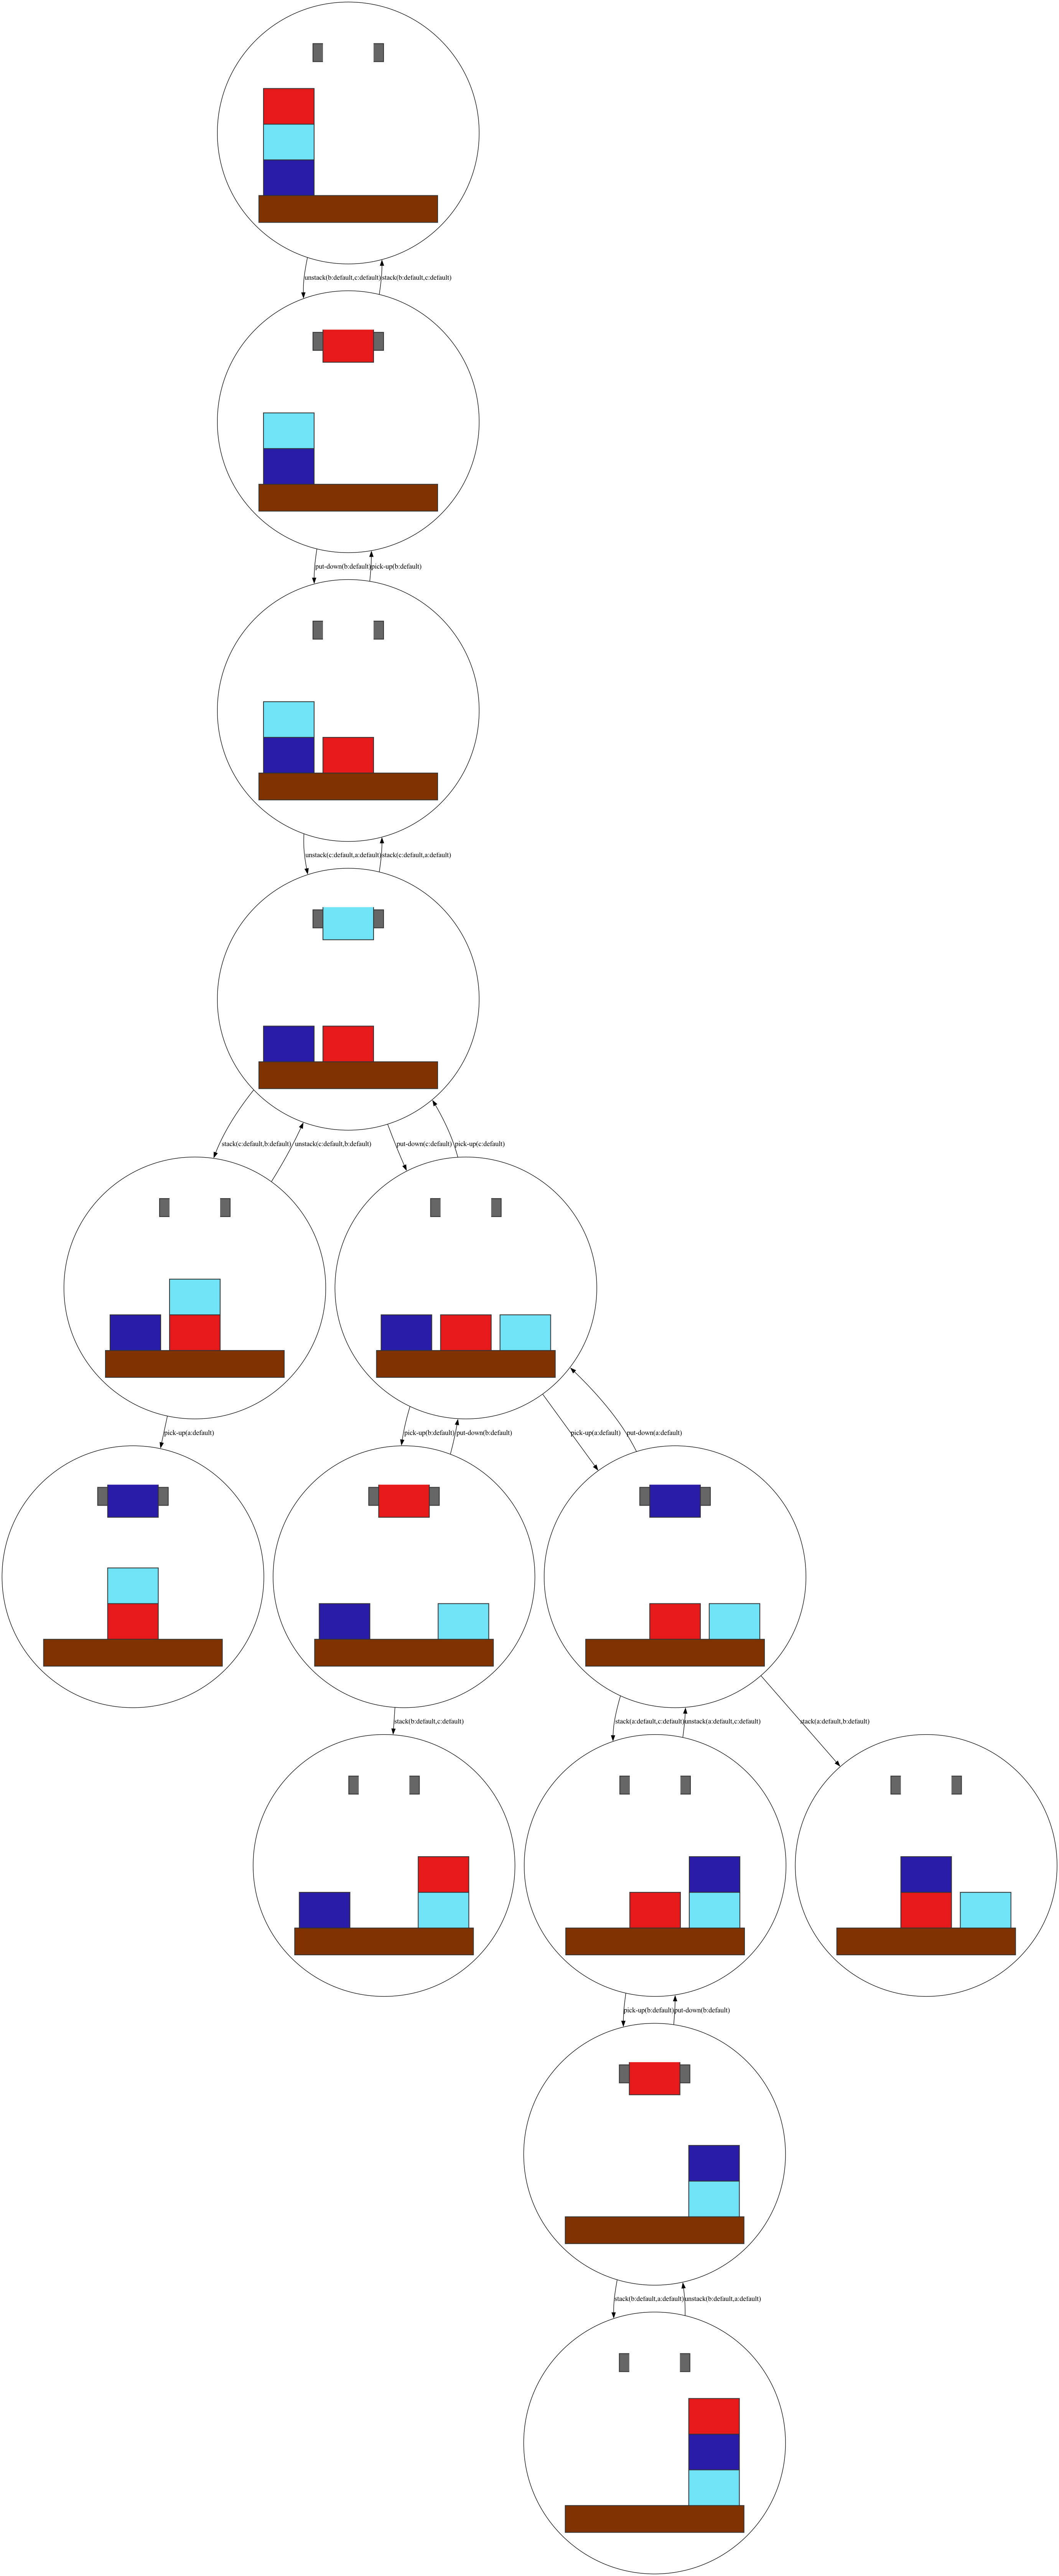 unstack(b:default,c:default)
stack(b:default,c:default)
put-down(b:default)
pick-up(b:default)
unstack(c:default,a:default)
stack(c:default,a:default)
stack(c:default,b:default)
unstack(c:default,b:default)
put-down(c:default)
pick-up(c:default)
pick-up(a:default)
pick-up(b:default)
put-down(b:default)
pick-up(a:default)
put-down(a:default)
stack(b:default,c:default)
stack(a:default,c:default)
unstack(a:default,c:default)
stack(a:default,b:default)
pick-up(b:default)
put-down(b:default)
stack(b:default,a:default)
unstack(b:default,a:default)